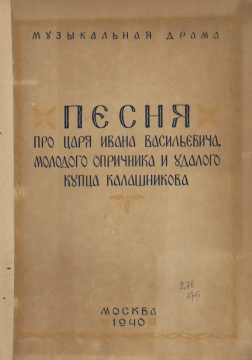 МУЗЫКАЛЬНАЯ ДРАМА
ПЕСНЯ
ПРО ЦАРЯ ИВАНА ВАСИЛЬЕВИЧА,
МОЛОДОГО ОПРИЧНИКА И УДАЛОГО
КУПЦА КАЛАШНИКОВА
МОСКВА
1940